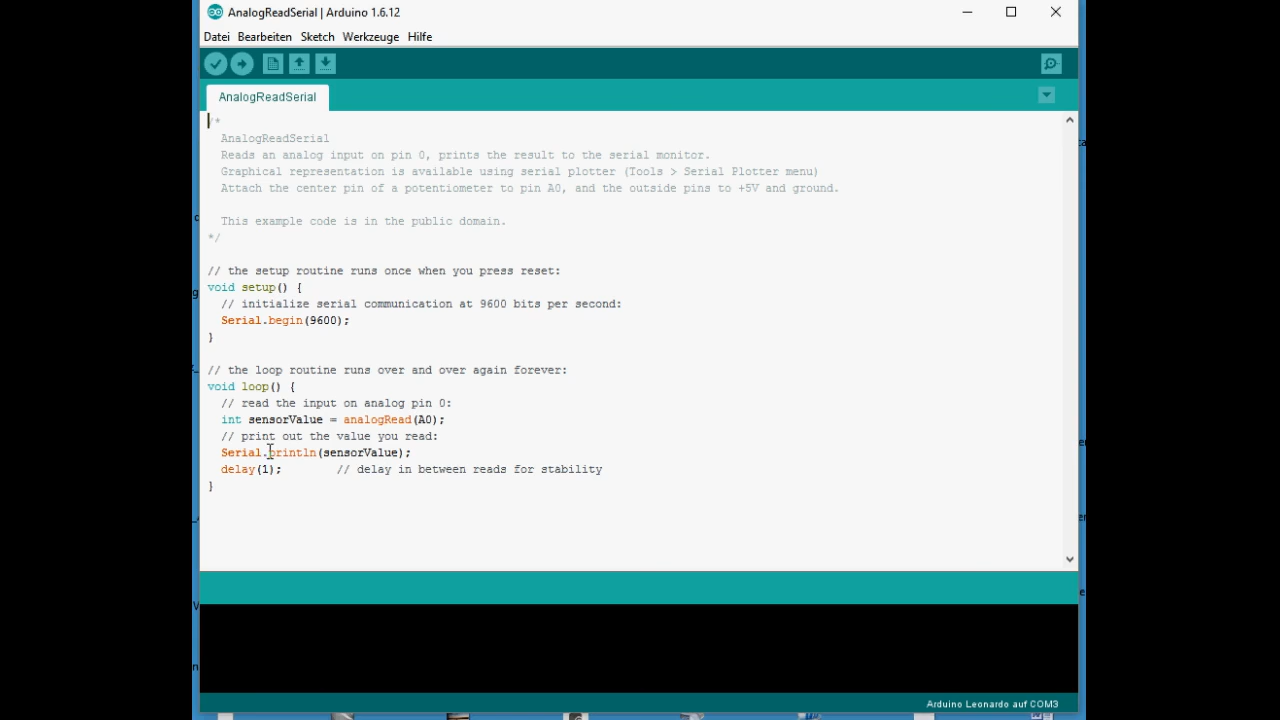 AnalogReadSerial | Arduino 1.6.12
Datei Bearbeiten Sketch Werkzeuge Hilfe
AnalogReadSerial
/*
  AnalogReadSerial
  Reads an analog input on pin 0, prints the result to the serial monitor.
  Graphical representation is available using serial plotter (Tools > Serial Plotter menu)
  Attach the center pin of a potentiometer to pin A0, and the outside pins to +5V and ground.

  This example code is in the public domain.
*/

// the setup routine runs once when you press reset:
void setup() {
  // initialize serial communication at 9600 bits per second:
  Serial.begin(9600);
}

// the loop routine runs over and over again forever:
void loop() {
  // read the input on analog pin 0:
  int sensorValue = analogRead(A0);
  // print out the value you read:
  Serial.println(sensorValue);
  delay(1);        // delay in between reads for stability
}
Arduino Leonardo auf COM3